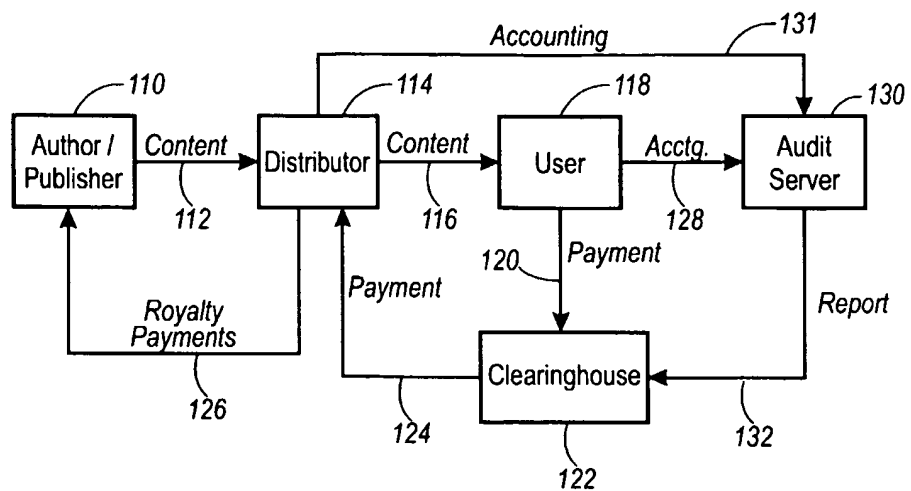 131
Accounting
110
114
118
130
Author /
Publisher
Content
Distributor
Content
User
Acctg.
Audit
Server
112
116
128
120
Payment
Payment
Report
Royalty
Payments
Clearinghouse
126
124
132
122